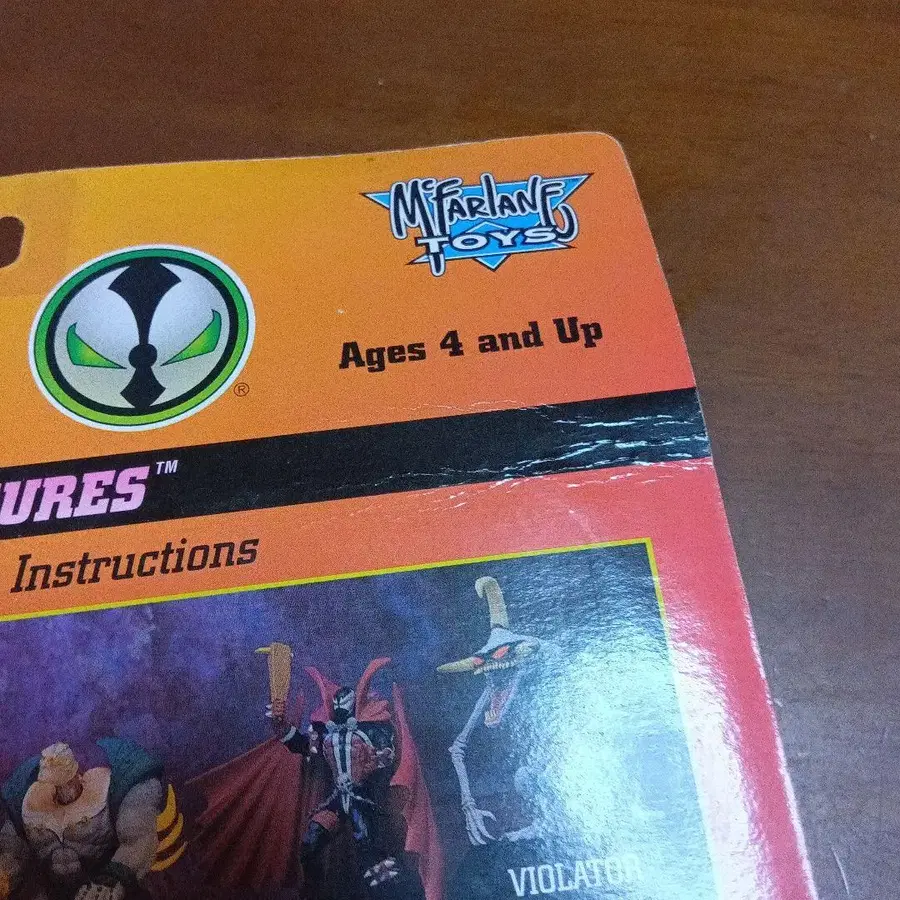 McFARLANE
TOYS
®
Ages 4 and Up
URES™
Instructions
VIOLATOR